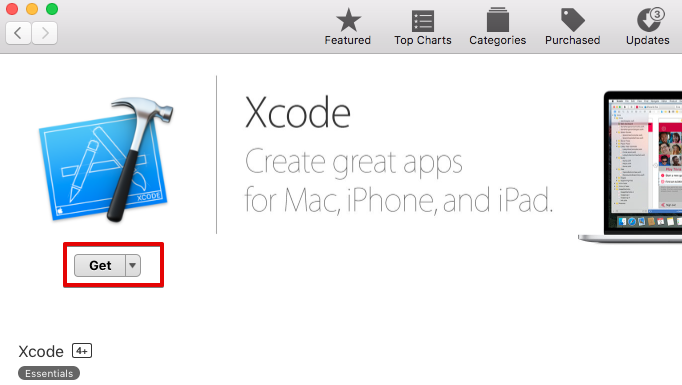 3
Featured
Top Charts
Categories
Purchased
Updates
Xcode
Create great apps
for Mac, iPhone, and iPad.
XCODE
Get
Xcode 4+
Essentials